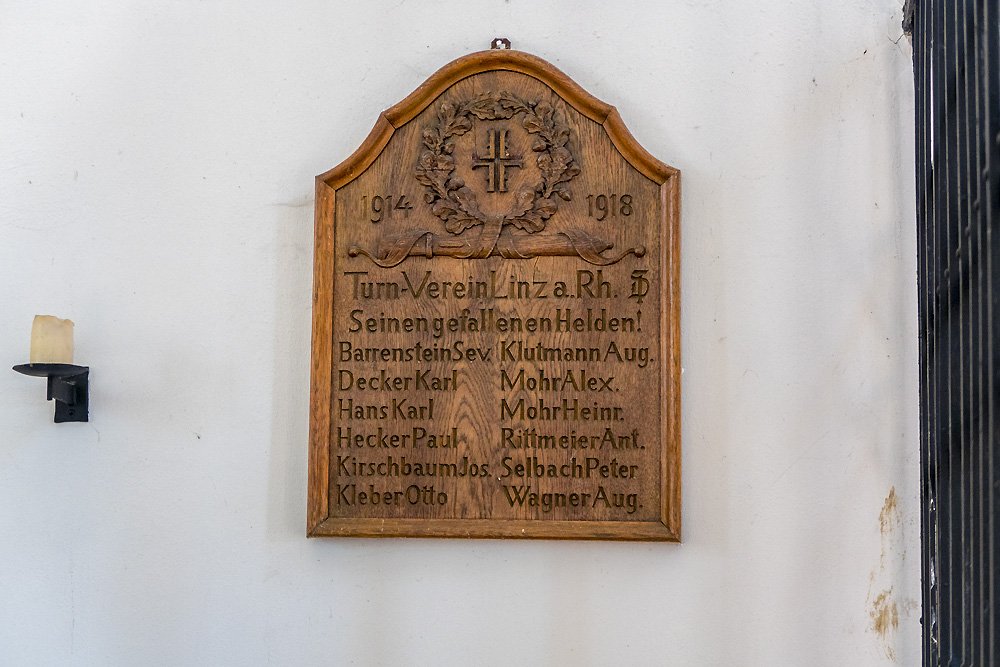 1914 1918
Turn-Verein Linz a. Rh.
Seinen gefallenen Helden!
Barrenstein Sev. Klutmann Aug.
Decker Karl Mohr Alex.
Hans Karl Mohr Heinr.
Hecker Paul Rittmeier Ant.
Kirschbaum Jos. Selbach Peter
Kleber Otto Wagner Aug.